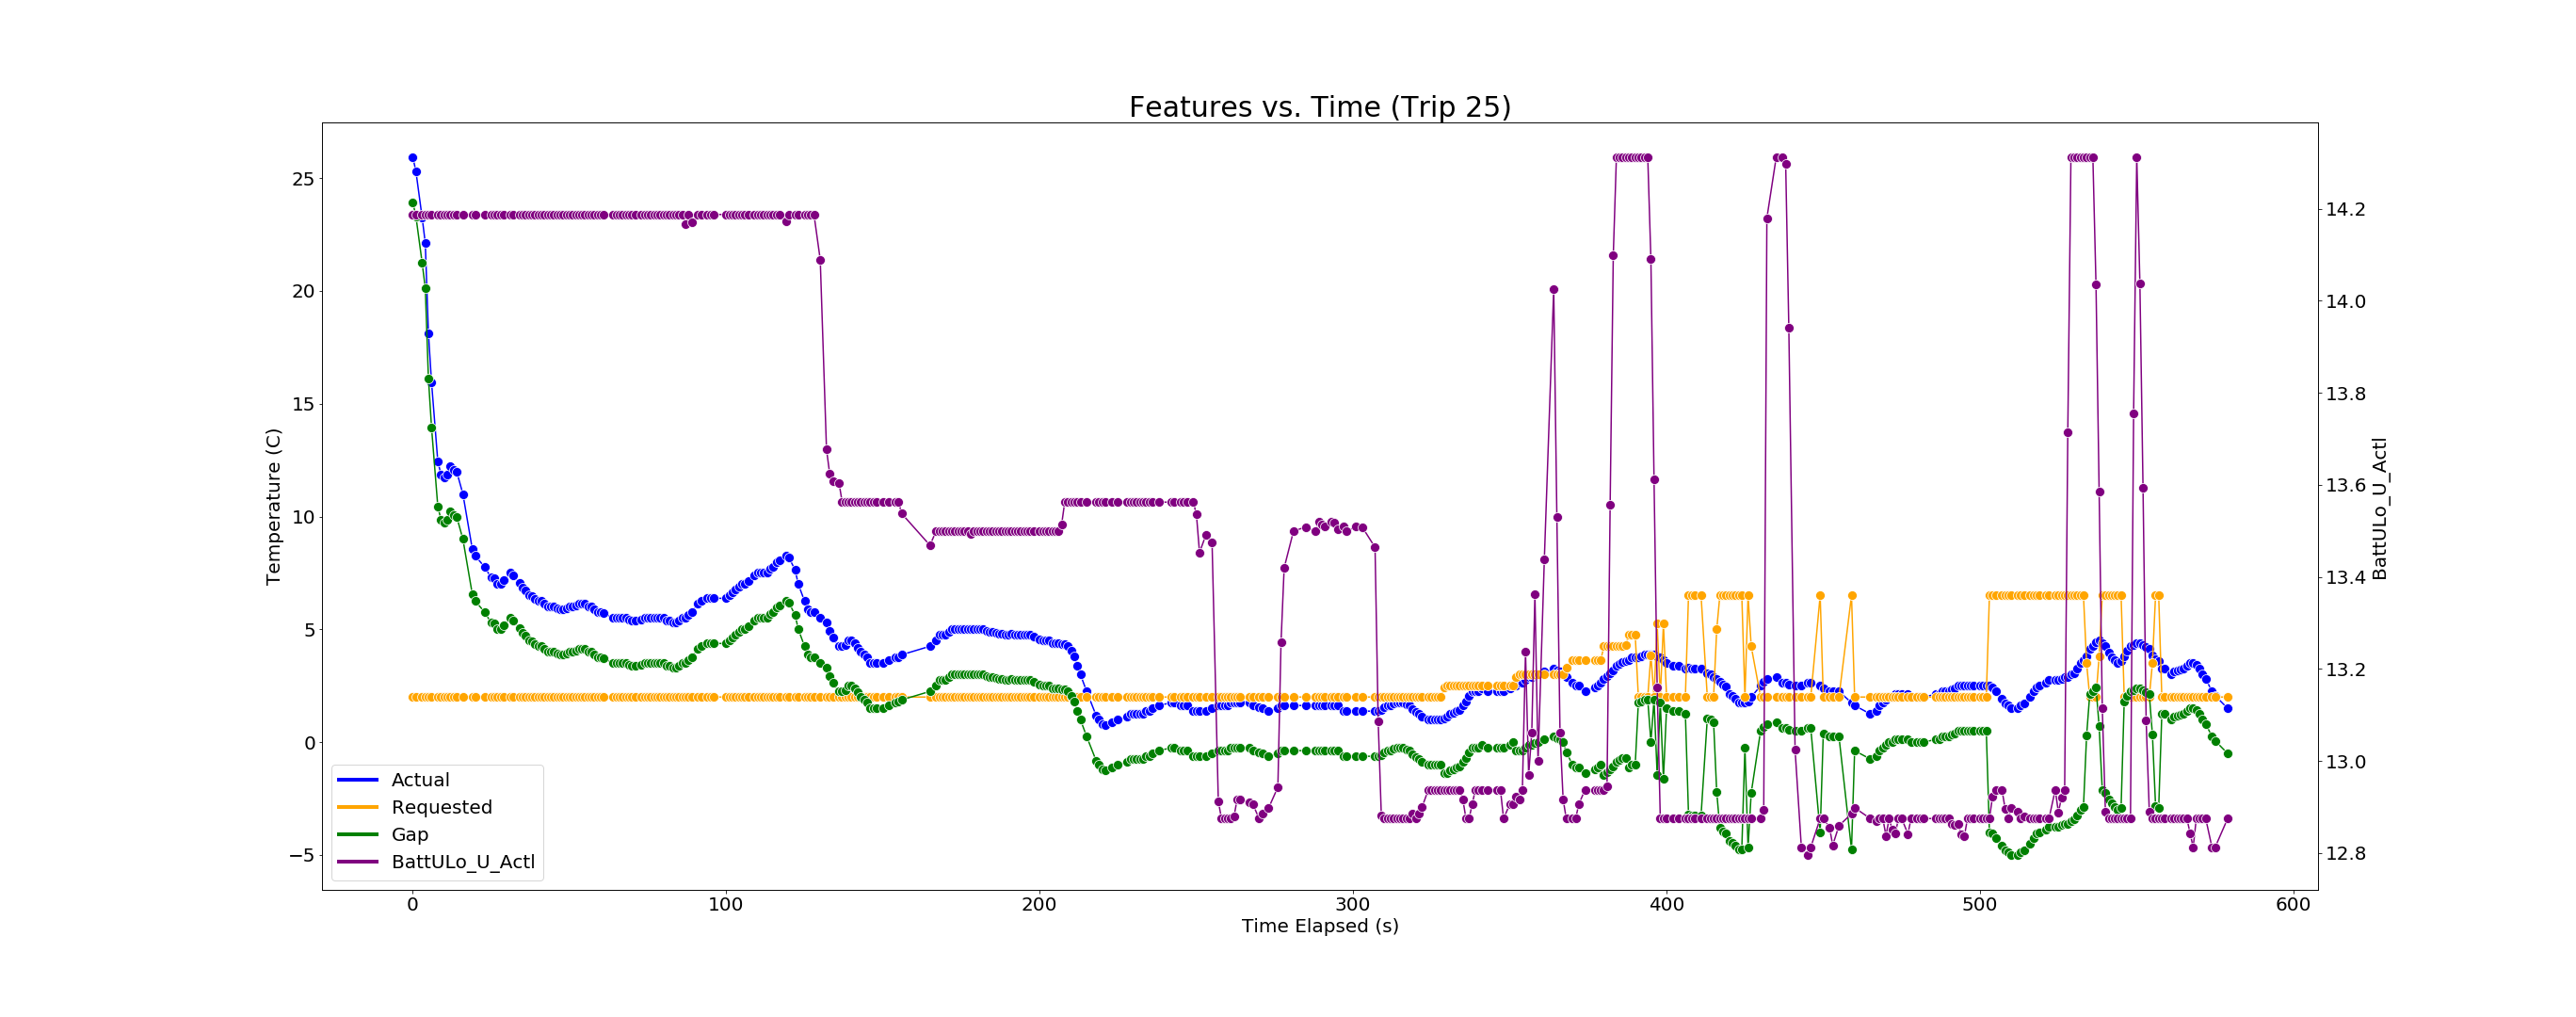 Features vs. Time (Trip 25)
Temperature (C)
25
20
15
10
5
0
−5
14.2
14.0
13.8
13.6
13.4
13.2
13.0
12.8
BattULo_U_Actl
Actual
Requested
Gap
BattULo_U_Actl
0 100 200 300 400 500 600
Time Elapsed (s)